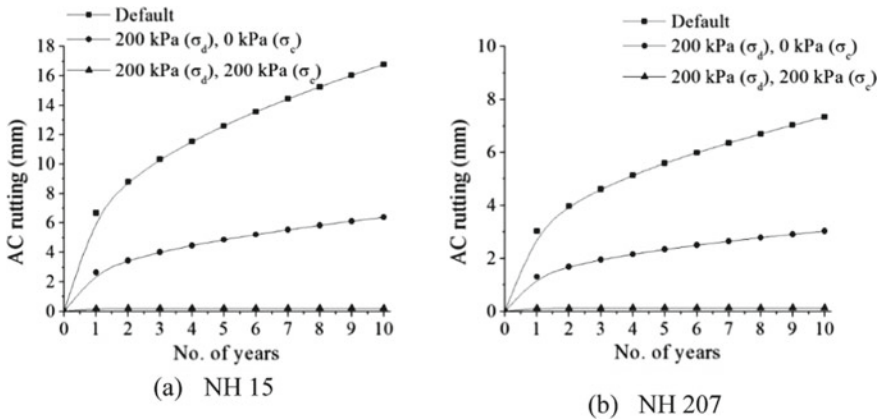 Default
200 kPa (σd), 0 kPa (σc)
200 kPa (σd), 200 kPa (σc)
AC rutting (mm)
18
16
14
12
10
8
6
4
2
0
0 1 2 3 4 5 6 7 8 9 10
No. of years
(a) NH 15
Default
200 kPa (σd), 0 kPa (σc)
200 kPa (σd), 200 kPa (σc)
AC rutting (mm)
10
8
6
4
2
0
0 1 2 3 4 5 6 7 8 9 10
No. of years
(b) NH 207